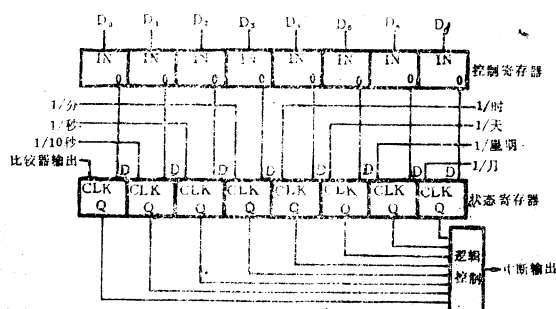 D₀ D₁ D₂ D₃ D₅ D₆
IN IN IN IN IN IN IN IN
0 0 0 0 0 0 0 0
控制寄存器
1/分 1/时
1/秒 1/天
1/10秒 1/星期
比较器输出 1/月
D D D D D D D D
CLK CLK CLK CLK CLK CLK CLK CLK
Q Q Q Q Q Q Q Q
状态寄存器
逻辑
控制
中断输出